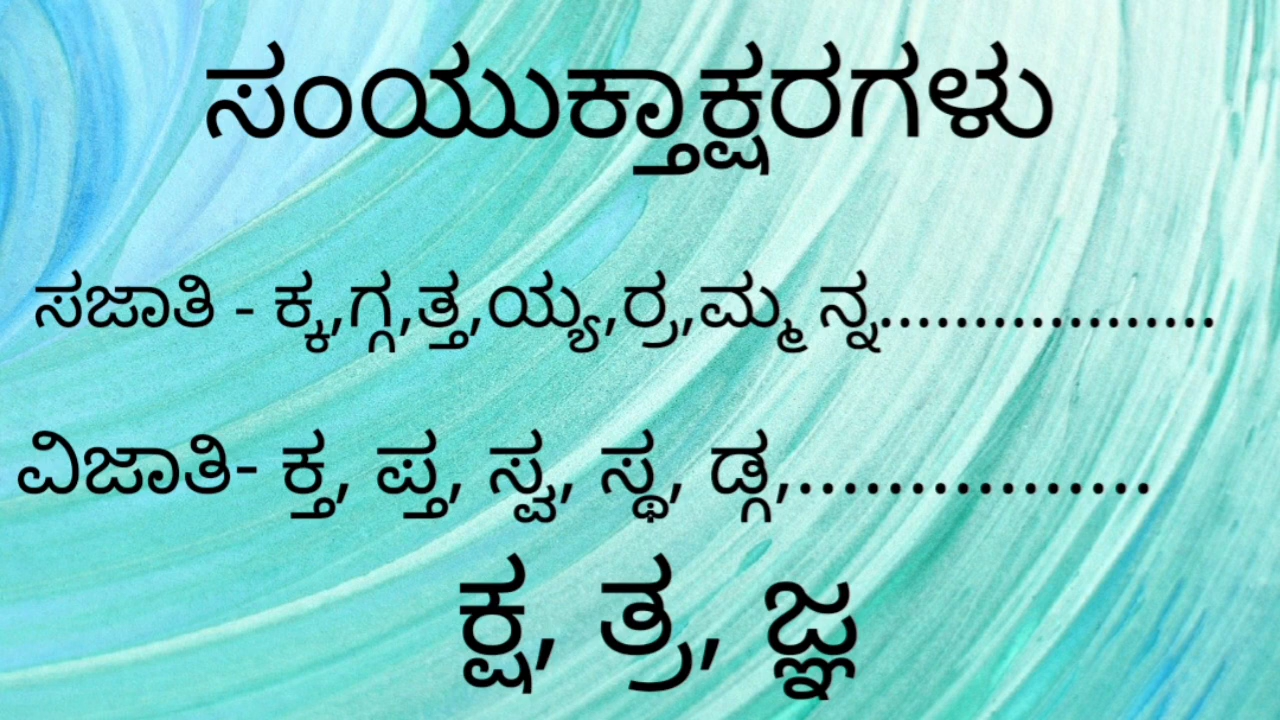 ಸಂಯುಕ್ತಾಕ್ಷರಗಳು
ಸಜಾತಿ - ಕ್ಕ,ಗ್ಗ,ತ್ತ,ಯ್ಯ,ರ್ರ,ಮ್ಮ ನ್ನ..................
ವಿಜಾತಿ- ಕ್ತ, ಪ್ತ, ಸ್ವ, ಸ್ಥ, ಡ್ಗ,................
ಕ್ಷ, ತ್ರ, ಜ್ಞ